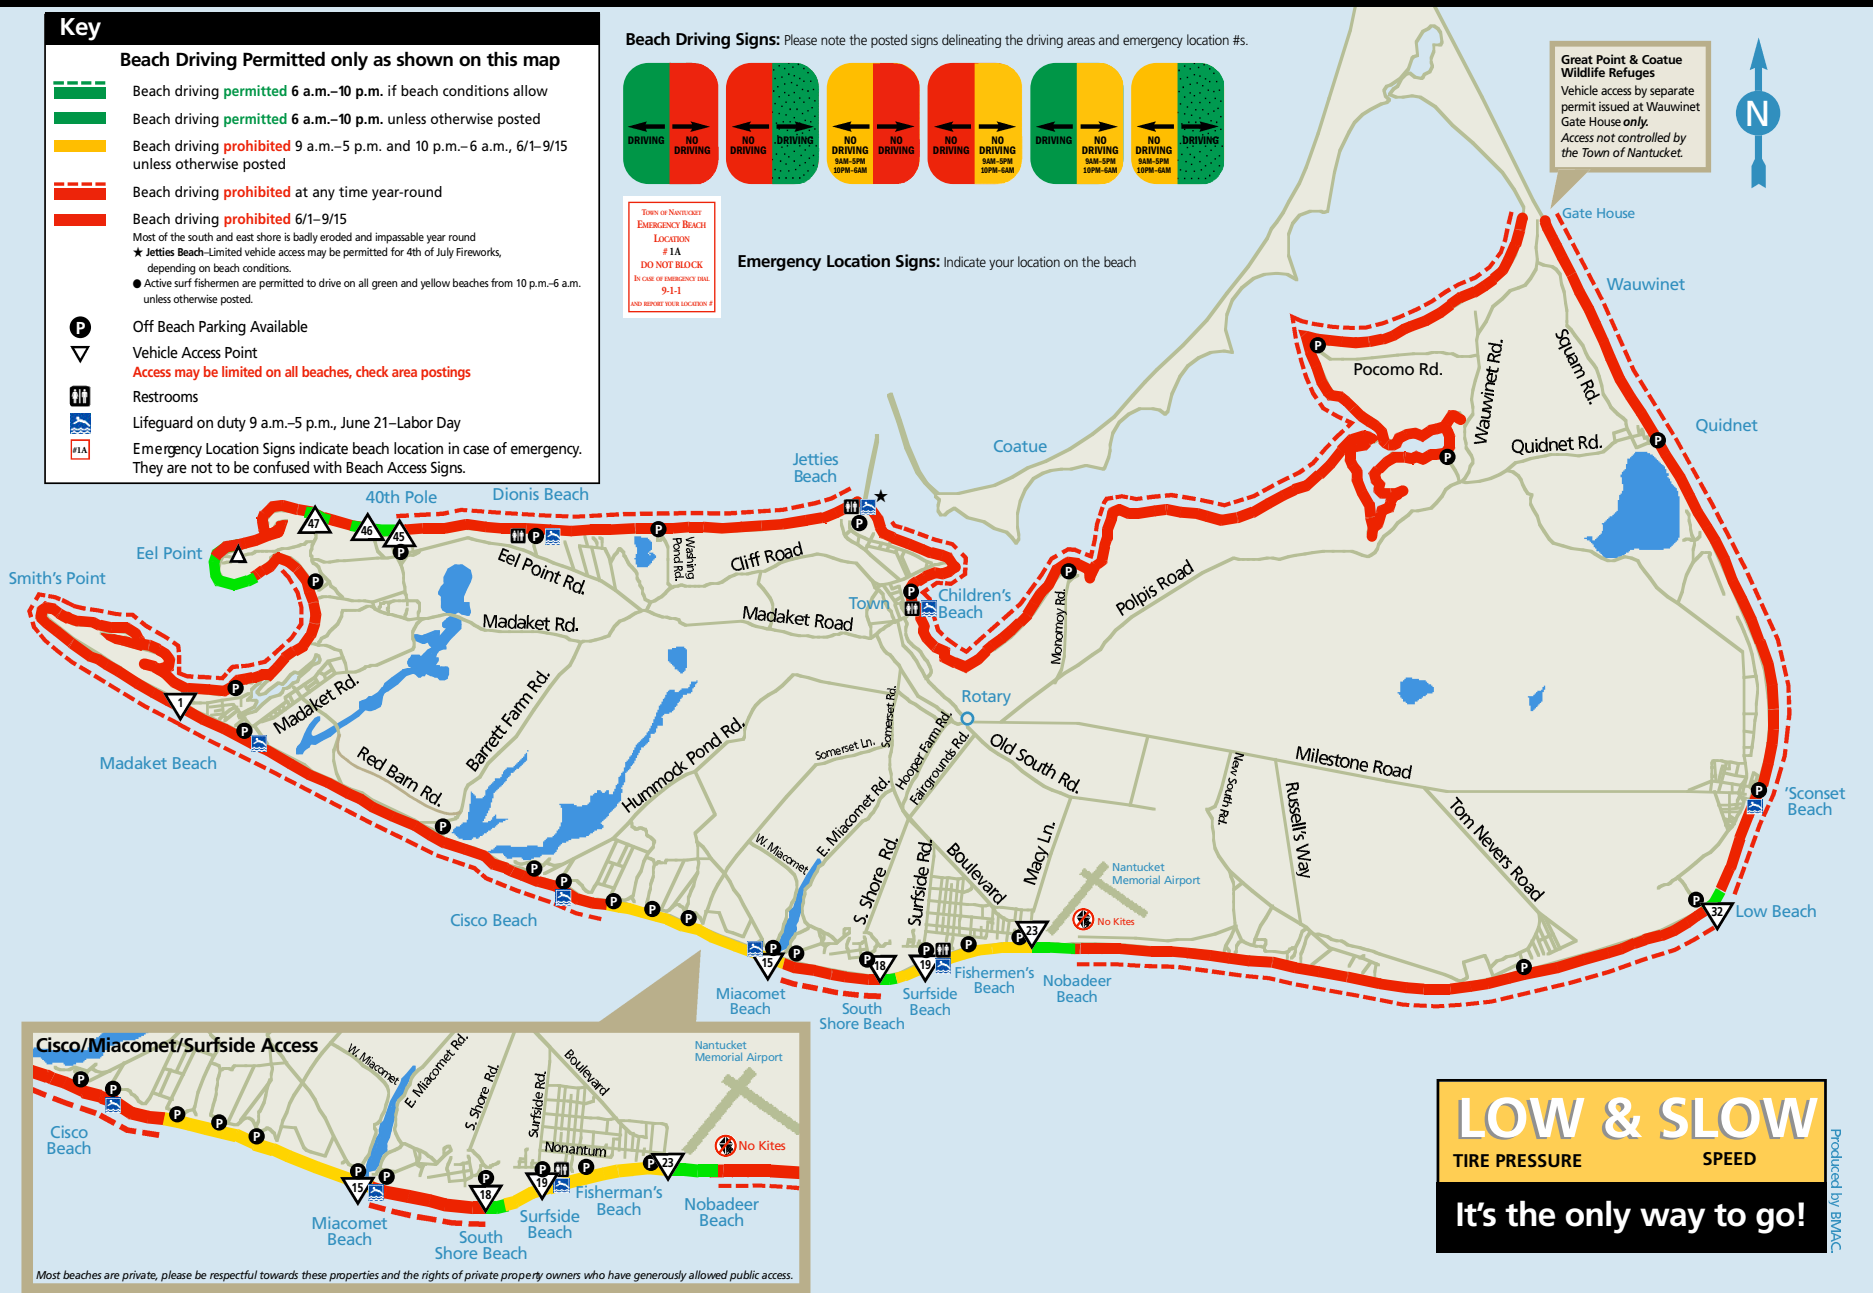 Key
Beach Driving Permitted only as shown on this map
Beach driving permitted 6 a.m.–10 p.m. if beach conditions allow
Beach driving permitted 6 a.m.–10 p.m. unless otherwise posted
Beach driving prohibited 9 a.m.–5 p.m. and 10 p.m.–6 a.m., 6/1–9/15
unless otherwise posted
Beach driving prohibited at any time year-round
Beach driving prohibited 6/1–9/15
Most of the south and east shore is badly eroded and impassable year round
★ Jetties Beach–Limited vehicle access may be permitted for 4th of July Fireworks,
depending on beach conditions.
● Active surf fishermen are permitted to drive on all green and yellow beaches from 10 p.m.–6 a.m.
unless otherwise posted.
P Off Beach Parking Available
Vehicle Access Point
Access may be limited on all beaches, check area postings
Restrooms
Lifeguard on duty 9 a.m.–5 p.m., June 21–Labor Day
#1A Emergency Location Signs indicate beach location in case of emergency.
They are not to be confused with Beach Access Signs.
Beach Driving Signs: Please note the posted signs delineating the driving areas and emergency location #s.
DRIVING
NO
DRIVING
NO
DRIVING
DRIVING
NO
DRIVING
9AM–5PM
10PM–6AM
NO
DRIVING
NO
DRIVING
NO
DRIVING
9AM–5PM
10PM–6AM
DRIVING
NO
DRIVING
9AM–5PM
10PM–6AM
NO
DRIVING
9AM–5PM
10PM–6AM
DRIVING
TOWN OF NANTUCKET
EMERGENCY BEACH
LOCATION
# 1A
DO NOT BLOCK
IN CASE OF EMERGENCY DIAL
9-1-1
AND REPORT YOUR LOCATION #
Emergency Location Signs: Indicate your location on the beach
Great Point & Coatue
Wildlife Refuges
Vehicle access by separate
permit issued at Wauwinet
Gate House only.
Access not controlled by
the Town of Nantucket.
N
Gate House
Wauwinet
Squam Rd.
Wauwinet Rd.
Pocomo Rd.
P
Quidnet
Quidnet Rd.
P
P
Coatue
Jetties
Beach
★
P
40th Pole
Dionis Beach
47
46
45
P
P
P
Eel Point
Smith's Point
P
Eel Point Rd.
Washing
Pond Rd.
Cliff Road
Madaket Rd.
Madaket Road
Town
P
Children's
Beach
P
Monomoy Rd.
Polpis Road
1
P
P
Madaket Rd.
Madaket Beach
Red Barn Rd.
Barrett Farm Rd.
Hummock Pond Rd.
P
Rotary
Somerset Rd.
Somerset Ln.
Hooper Farm Rd.
Fairgrounds Rd.
Old South Rd.
E. Miacomet Rd.
W. Miacomet
S. Shore Rd.
Surfside Rd.
Boulevard
Macy Ln.
New South Rd.
Russell's Way
Milestone Road
Tom Nevers Road
P
'Sconset
Beach
P
32
Low Beach
P
Nantucket
Memorial Airport
No Kites
Cisco Beach
P
P
P
P
P
P
15
P
P
18
P
19
P
P
23
Miacomet
Beach
South
Shore Beach
Surfside
Beach
Fishermen's
Beach
Nobadeer
Beach
Cisco/Miacomet/Surfside Access
W. Miacomet
E. Miacomet Rd.
S. Shore Rd.
Surfside Rd.
Boulevard
Nonantum
Nantucket
Memorial Airport
No Kites
P
P
P
P
P
P
15
P
P
18
P
19
P
P
23
Cisco
Beach
Miacomet
Beach
South
Shore Beach
Surfside
Beach
Fisherman's
Beach
Nobadeer
Beach
Most beaches are private, please be respectful towards these properties and the rights of private property owners who have generously allowed public access.
LOW & SLOW
TIRE PRESSURE SPEED
It's the only way to go!
Produced by BMAC.